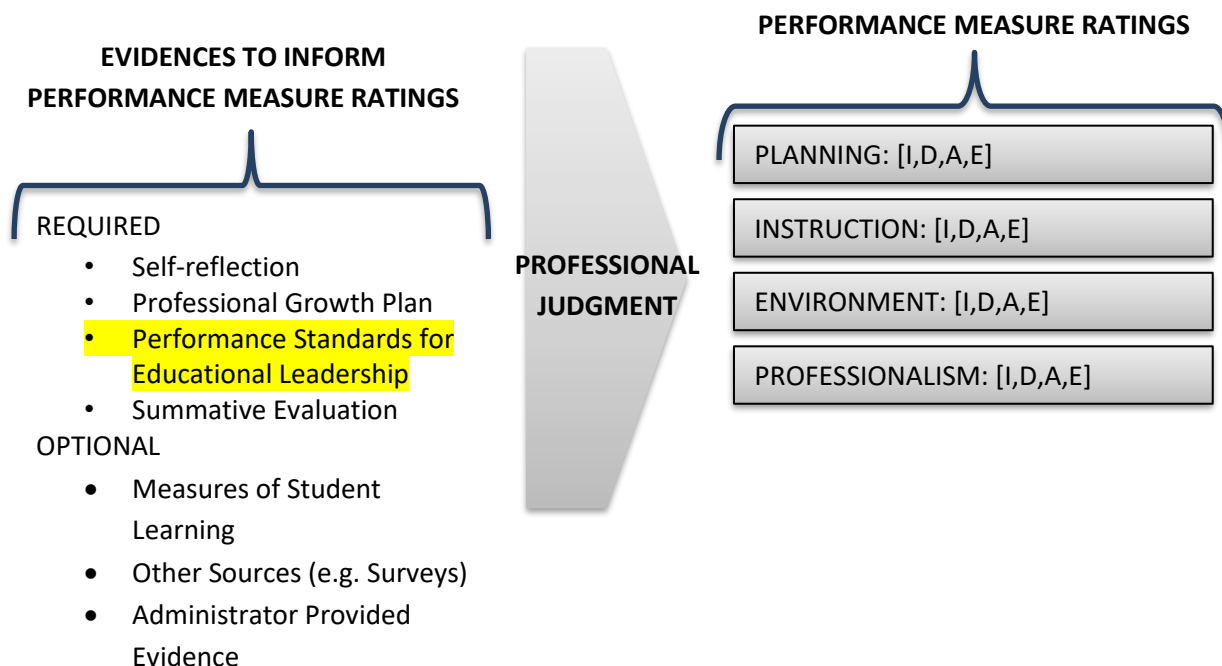 EVIDENCES TO INFORM
PERFORMANCE MEASURE RATINGS
REQUIRED
• Self-reflection
• Professional Growth Plan
• Performance Standards for
Educational Leadership
• Summative Evaluation
OPTIONAL
• Measures of Student
Learning
• Other Sources (e.g. Surveys)
• Administrator Provided
Evidence
PROFESSIONAL
JUDGMENT
PERFORMANCE MEASURE RATINGS
PLANNING: [I,D,A,E]
INSTRUCTION: [I,D,A,E]
ENVIRONMENT: [I,D,A,E]
PROFESSIONALISM: [I,D,A,E]